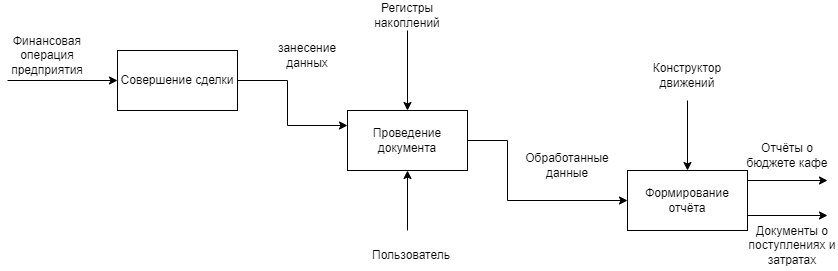 Финансовая
операция
предприятия
Совершение сделки
занесение
данных
Регистры
накоплений
Проведение
документа
Пользователь
Обработанные
данные
Конструктор
движений
Формирование
отчёта
Отчёты о
бюджете кафе
Документы о
поступлениях и
затратах